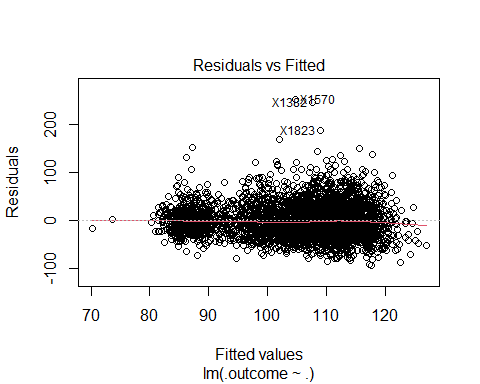 Residuals vs Fitted
X1382
X1570
X1823
Residuals
200
100
0
-100
70
80
90
100
110
120
Fitted values
lm(.outcome ~ .)